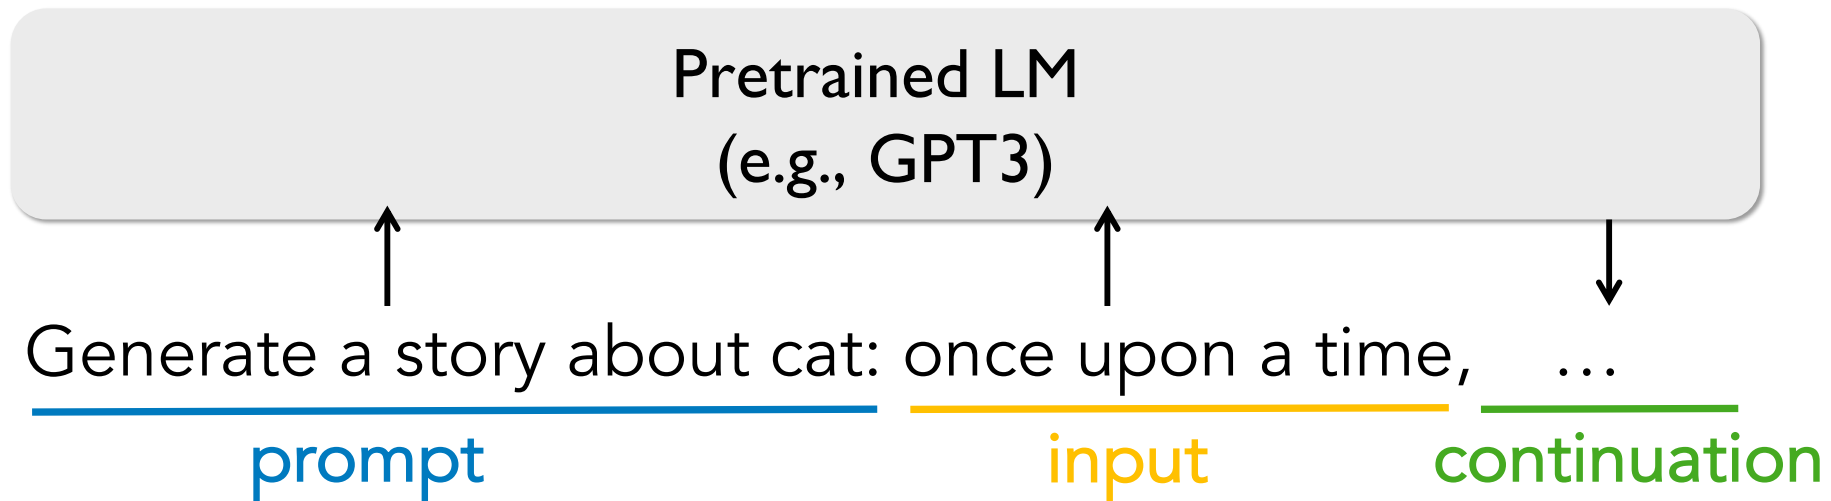 Pretrained LM
(e.g., GPT3)
Generate a story about cat: once upon a time, ...
prompt input continuation